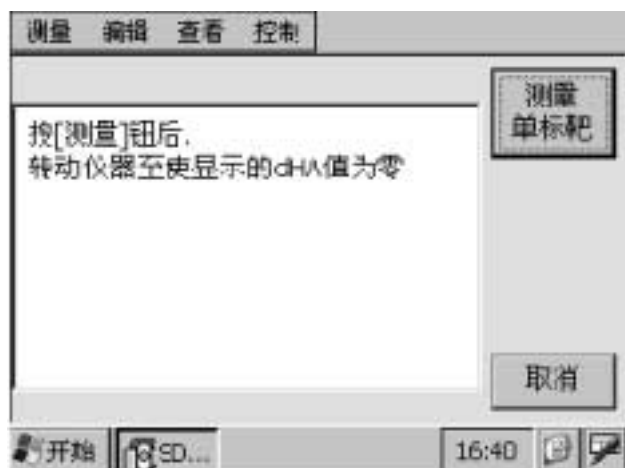 测量 编辑 查看 控制
测量
单标靶
按[测量]钮后,
转动仪器至使显示的dHA值为零
取消
开始 SD... 16:40